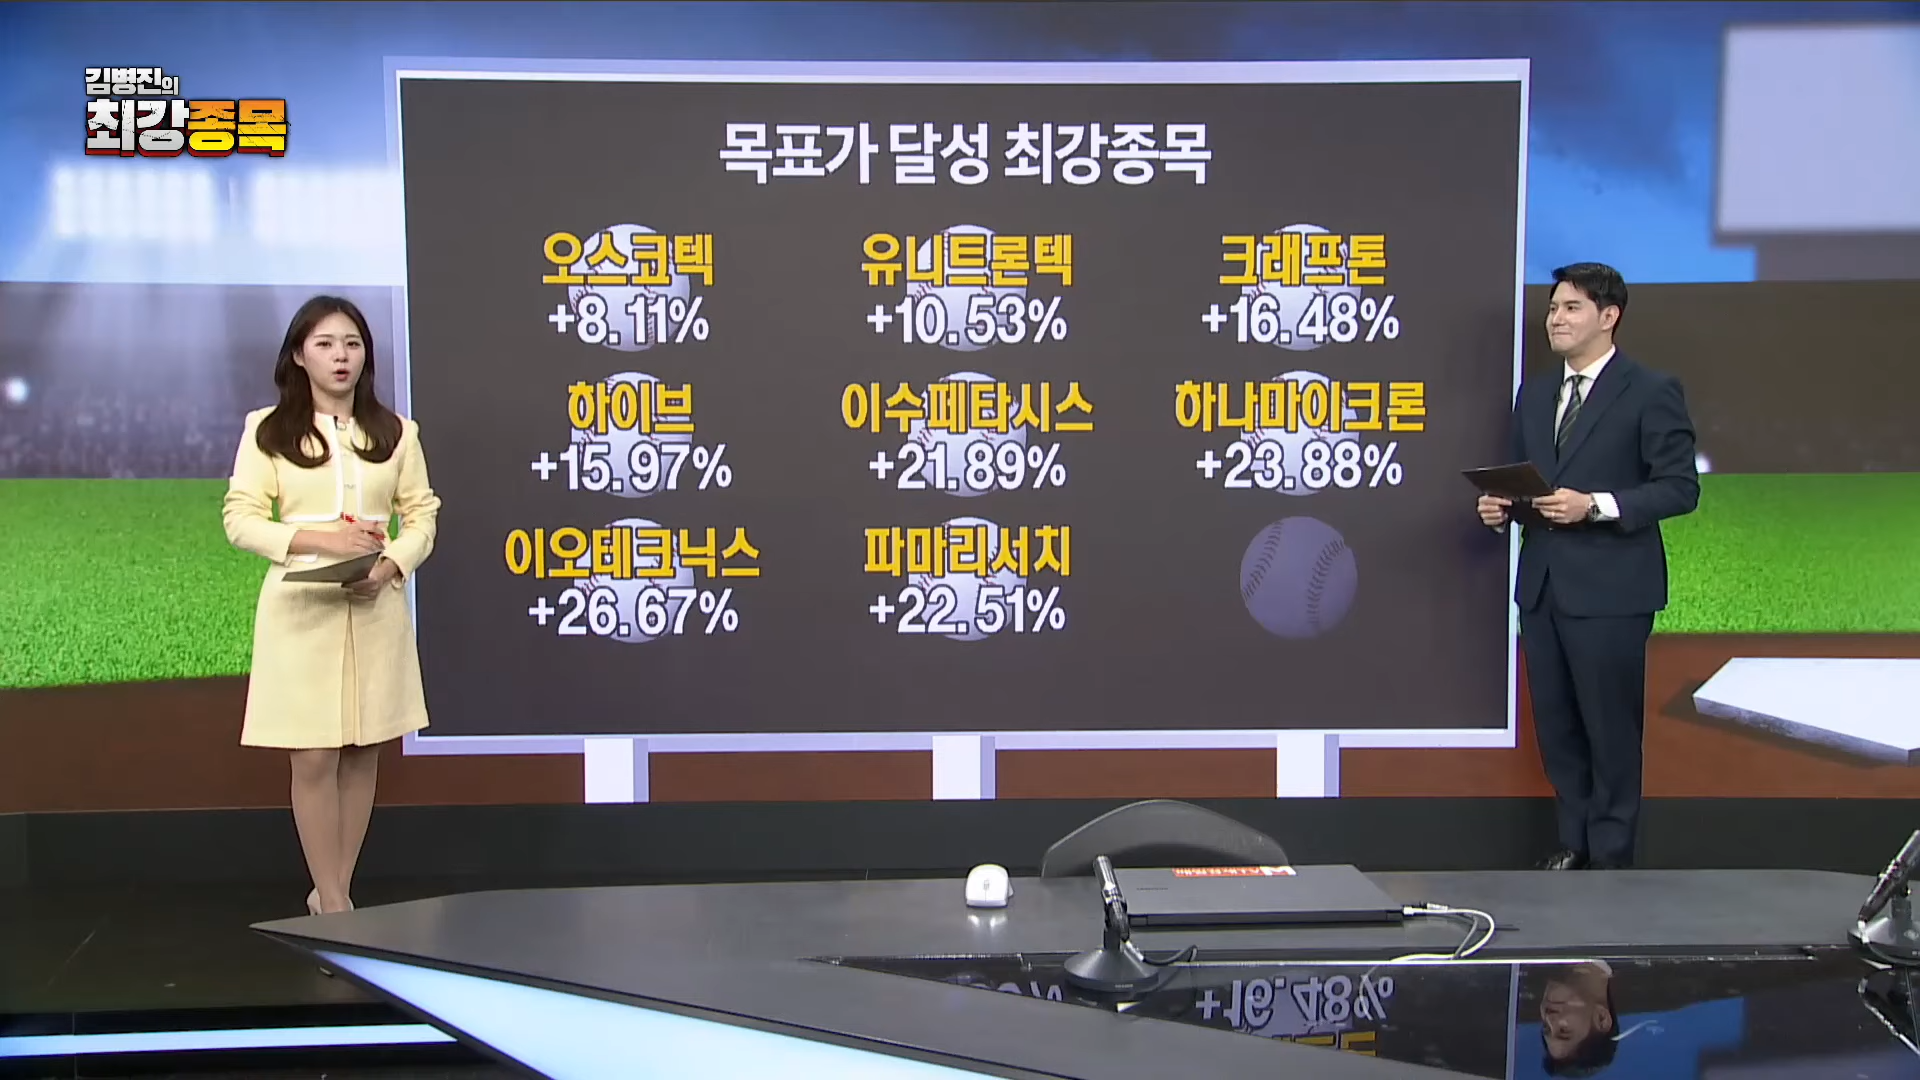 김병진의
최강종목
목표가 달성 최강종목
오스코텍
+8.11%
유니트론텍
+10.53%
크래프톤
+16.48%
하이브
+15.97%
이수페타시스
+21.89%
하나마이크론
+23.88%
이오테크닉스
+26.67%
파마리서치
+22.51%
+16.48%